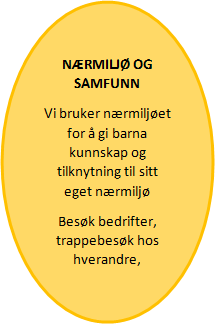 NÆRMILJØ OG
SAMFUNN
Vi bruker nærmiljøet
for å gi barna
kunnskap og
tilknytning til sitt
eget nærmiljø
Besøk bedrifter,
trappebesøk hos
hverandre,